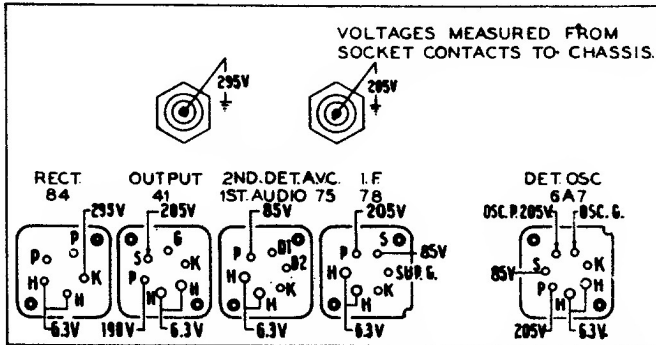 VOLTAGES MEASURED FROM
SOCKET CONTACTS TO CHASSIS.
295V
205V
RECT.
84
OUTPUT
41
2ND. DET. A.V.C.
1ST. AUDIO 75
I.F.
78
DET. OSC
6A7
295V
205V
85V
205V
OSC. P. 205V
OSC. G.
P
P
H
K
H
6.3V
S
G
K
P
H
H
190V
6.3V
P
D1
D2
H
K
H
6.3V
P
S
85V
H
SUP. G.
K
H
6.3V
S
85V
K
P
H
H
205V
6.3V